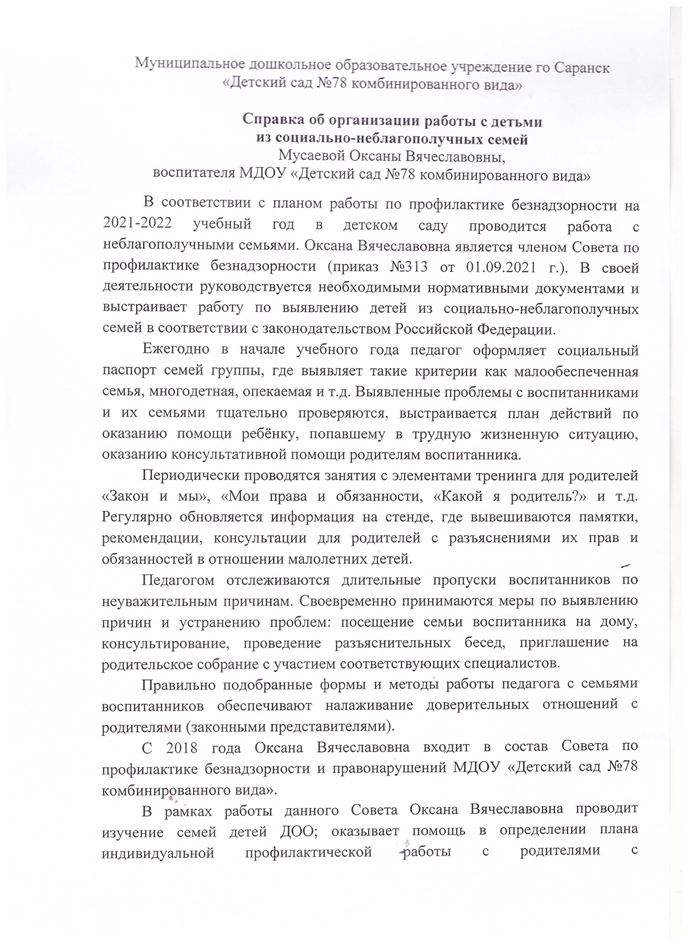 Муниципальное дошкольное образовательное учреждение го Саранск
«Детский сад №78 комбинированного вида»
Справка об организации работы с детьми
из социально-неблагополучных семей
Мусаевой Оксаны Вячеславовны,
воспитателя МДОУ «Детский сад №78 комбинированного вида»
В соответствии с планом работы по профилактике безнадзорности на
2021-2022 учебный год в детском саду проводится работа с
неблагополучными семьями. Оксана Вячеславовна является членом Совета по
профилактике безнадзорности (приказ №313 от 01.09.2021 г.). В своей
деятельности руководствуется необходимыми нормативными документами и
выстраивает работу по выявлению детей из социально-неблагополучных
семей в соответствии с законодательством Российской Федерации.
Ежегодно в начале учебного года педагог оформляет социальный
паспорт семей группы, где выявляет такие критерии как малообеспеченная
семья, многодетная, опекаемая и т.д. Выявленные проблемы с воспитанниками
и их семьями тщательно проверяются, выстраивается план действий по
оказанию помощи ребёнку, попавшему в трудную жизненную ситуацию,
оказанию консультативной помощи родителям воспитанника.
Периодически проводятся занятия с элементами тренинга для родителей
«Закон и мы», «Мои права и обязанности, «Какой я родитель?» и т.д.
Регулярно обновляется информация на стенде, где вывешиваются памятки,
рекомендации, консультации для родителей с разъяснениями их прав и
обязанностей в отношении малолетних детей.
Педагогом отслеживаются длительные пропуски воспитанников по
неуважительным причинам. Своевременно принимаются меры по выявлению
причин и устранению проблем: посещение семьи воспитанника на дому,
консультирование, проведение разъяснительных бесед, приглашение на
родительское собрание с участием соответствующих специалистов.
Правильно подобранные формы и методы работы педагога с семьями
воспитанников обеспечивают налаживание доверительных отношений с
родителями (законными представителями).
С 2018 года Оксана Вячеславовна входит в состав Совета по
профилактике безнадзорности и правонарушений МДОУ «Детский сад №78
комбинированного вида».
В рамках работы данного Совета Оксана Вячеславовна проводит
изучение семей детей ДОО; оказывает помощь в определении плана
индивидуальной профилактической работы с родителями с